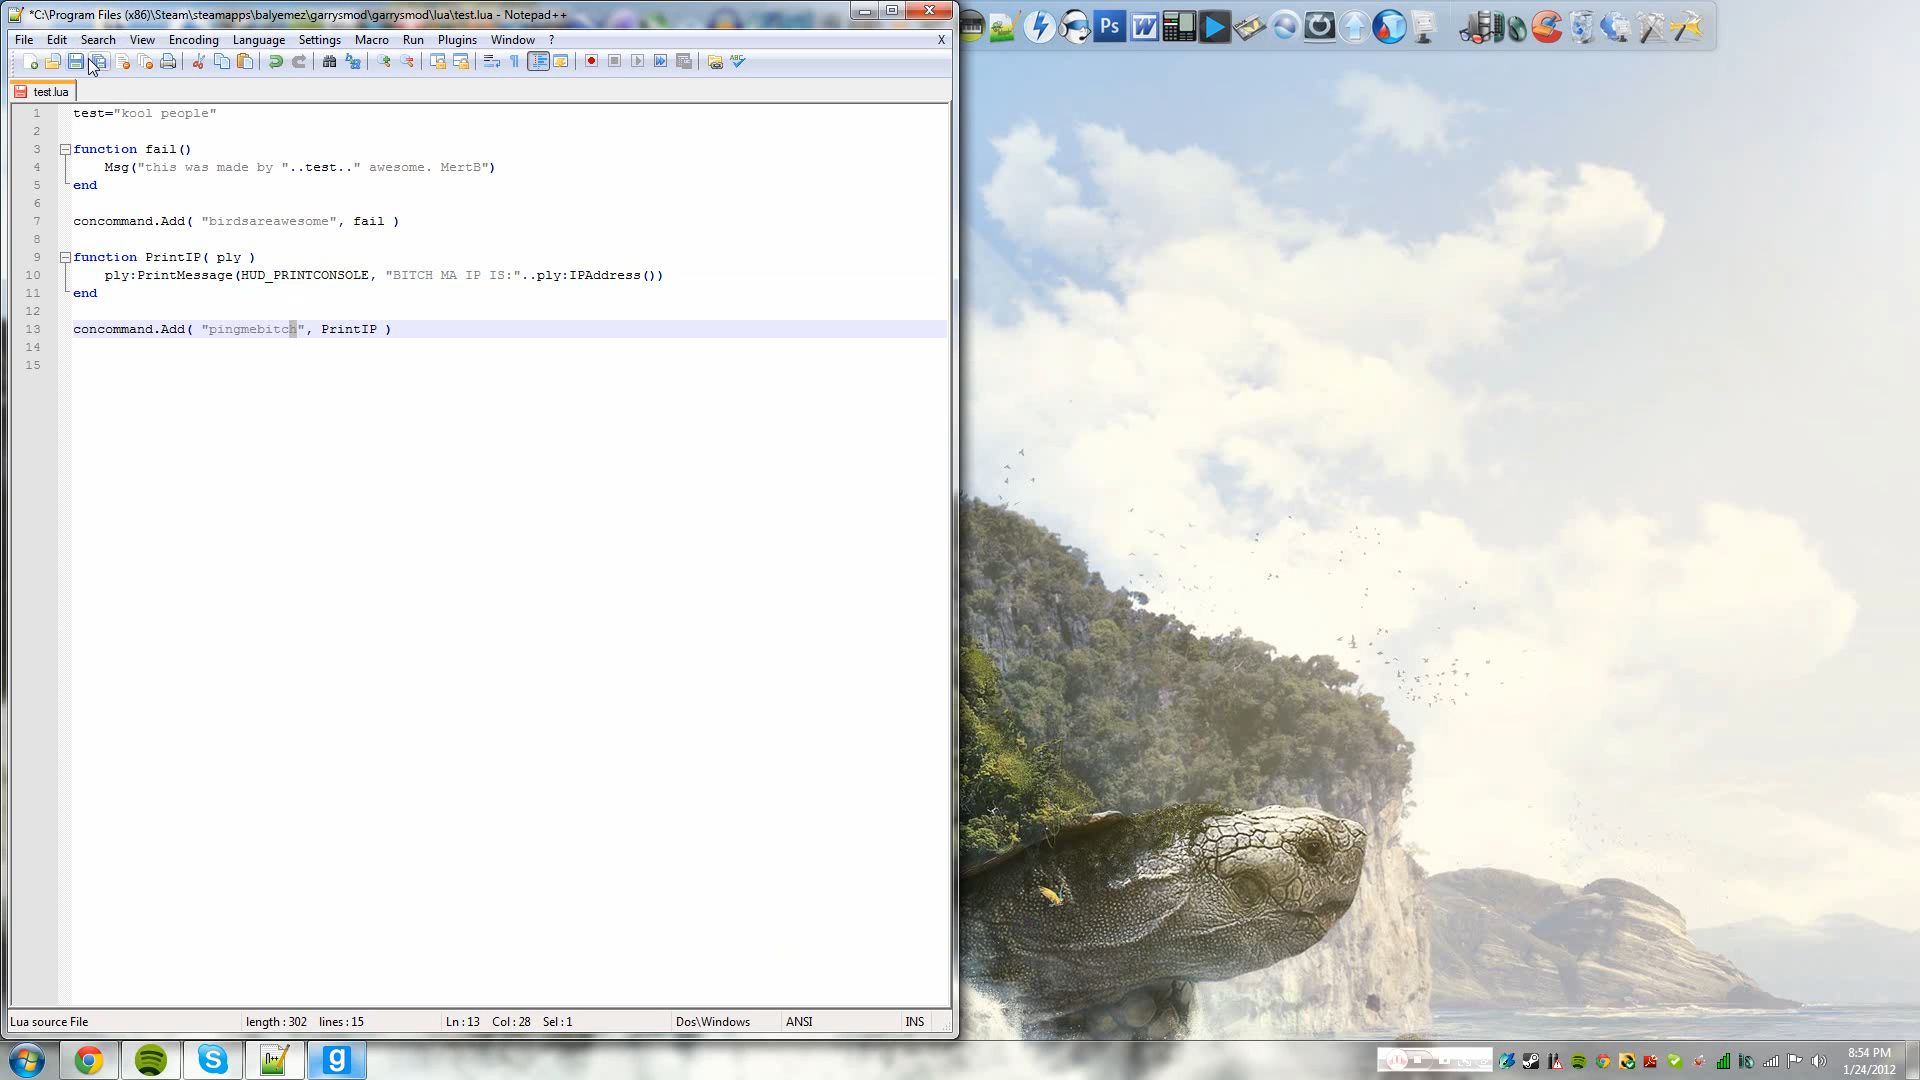 *C:\Program Files (x86)\Steam\steamapps\balyemez\garrysmod\garrysmod\lua\test.lua - Notepad++
File Edit Search View Encoding Language Settings Macro Run Plugins Window ? X
test.lua
1 test="kool people"
2
3 function fail()
4 Msg("this was made by "..test.." awesome. MertB")
5 end
6
7 concommand.Add( "birdsareawesome", fail )
8
9 function PrintIP( ply )
10 ply:PrintMessage(HUD_PRINTCONSOLE, "BITCH MA IP IS:"..ply:IPAddress())
11 end
12
13 concommand.Add( "pingmebitch", PrintIP )
14
15
Lua source File length : 302 lines : 15 Ln : 13 Col : 28 Sel : 1 Dos\Windows ANSI INS
Ps W
8:54 PM
1/24/2012